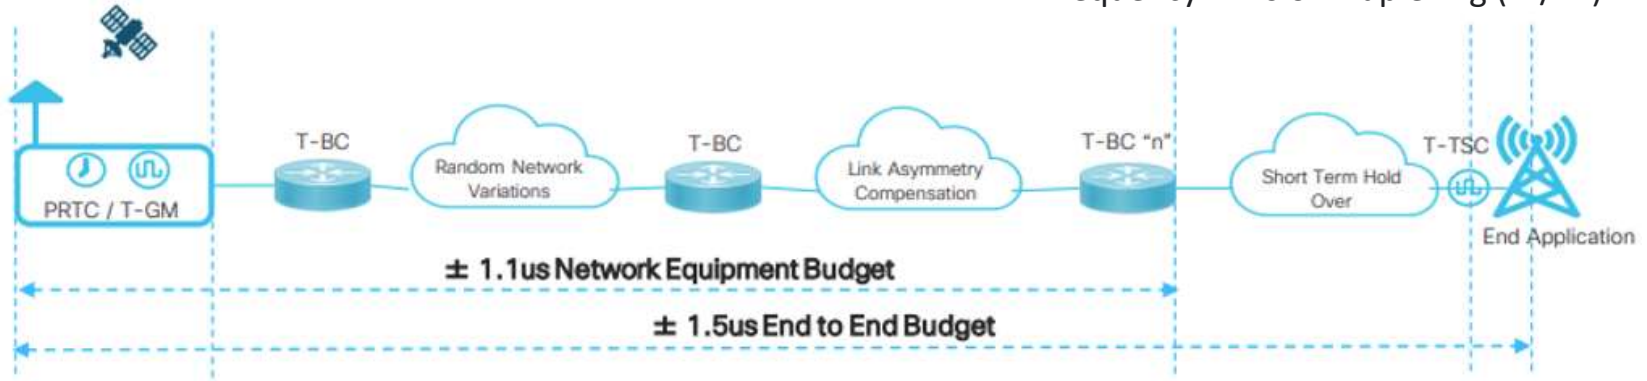 T-BC
Random Network
Variations
T-BC
Link Asymmetry
Compensation
T-BC "n"
Short Term Hold
Over
T-TSC
PRTC / T-GM
End Application
± 1.1us Network Equipment Budget
± 1.5us End to End Budget